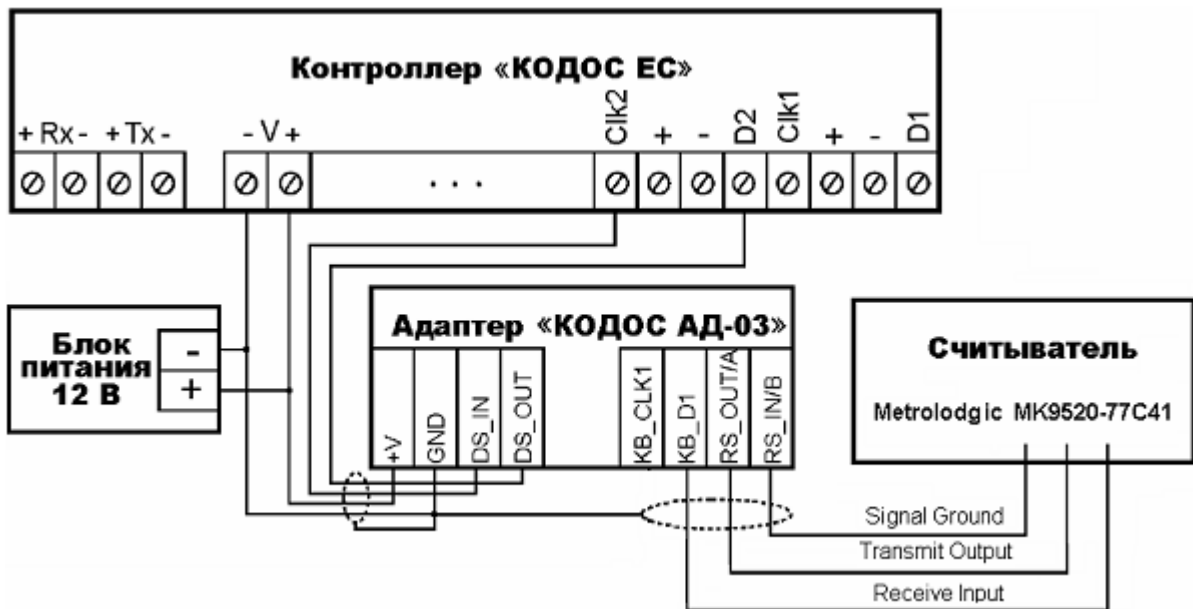 Контроллер «КОДОС ЕС»
+ Rx - + Tx - - V + Clk2 + - D2 Clk1 + - D1
. . .
Блок
питания
12 В
-
+
Адаптер «КОДОС АД-03»
+V GND DS_IN DS_OUT KB_CLK1 KB_D1 RS_OUT/A RS_IN/B
Считыватель
Metrolodgic MK9520-77C41
Signal Ground
Transmit Output
Receive Input